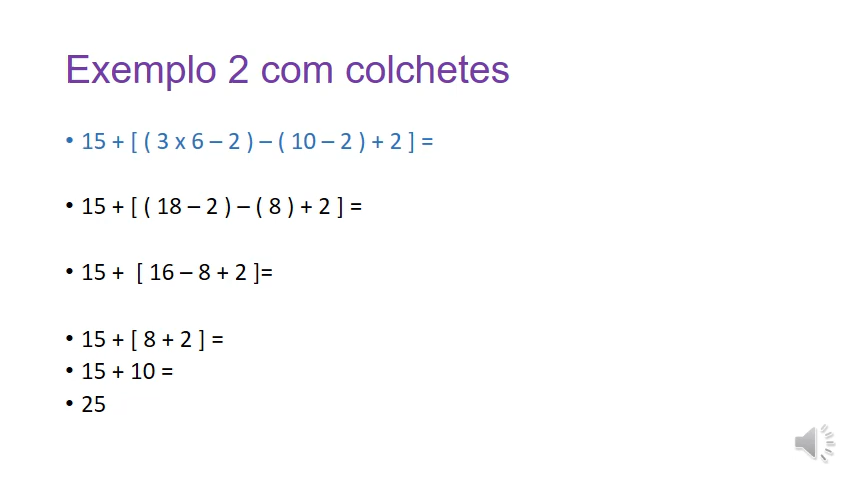 Exemplo 2 com colchetes
• 15 + [ ( 3 x 6 – 2 ) – ( 10 – 2 ) + 2 ] =
• 15 + [ ( 18 – 2 ) – ( 8 ) + 2 ] =
• 15 +  [ 16 – 8 + 2 ]=
• 15 + [ 8 + 2 ] =
• 15 + 10 =
• 25